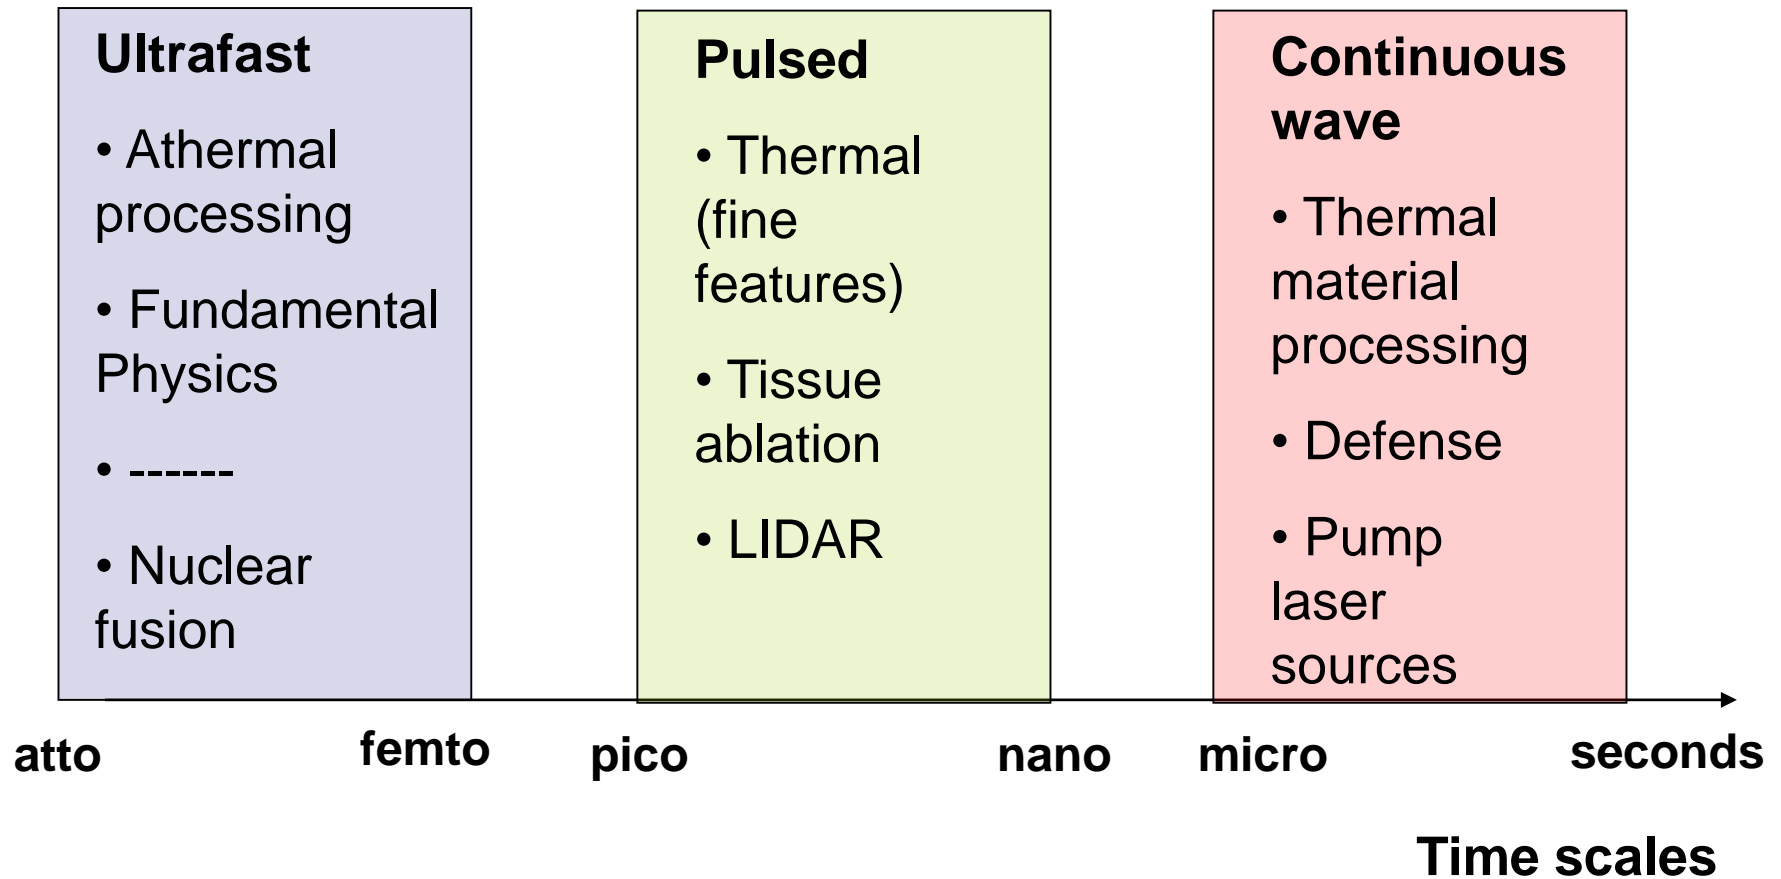 Ultrafast
• Athermal
processing
• Fundamental
Physics
• ------
• Nuclear
fusion
Pulsed
• Thermal
(fine
features)
• Tissue
ablation
• LIDAR
Continuous
wave
• Thermal
material
processing
• Defense
• Pump
laser
sources
atto
femto
pico
nano
micro
seconds
Time scales